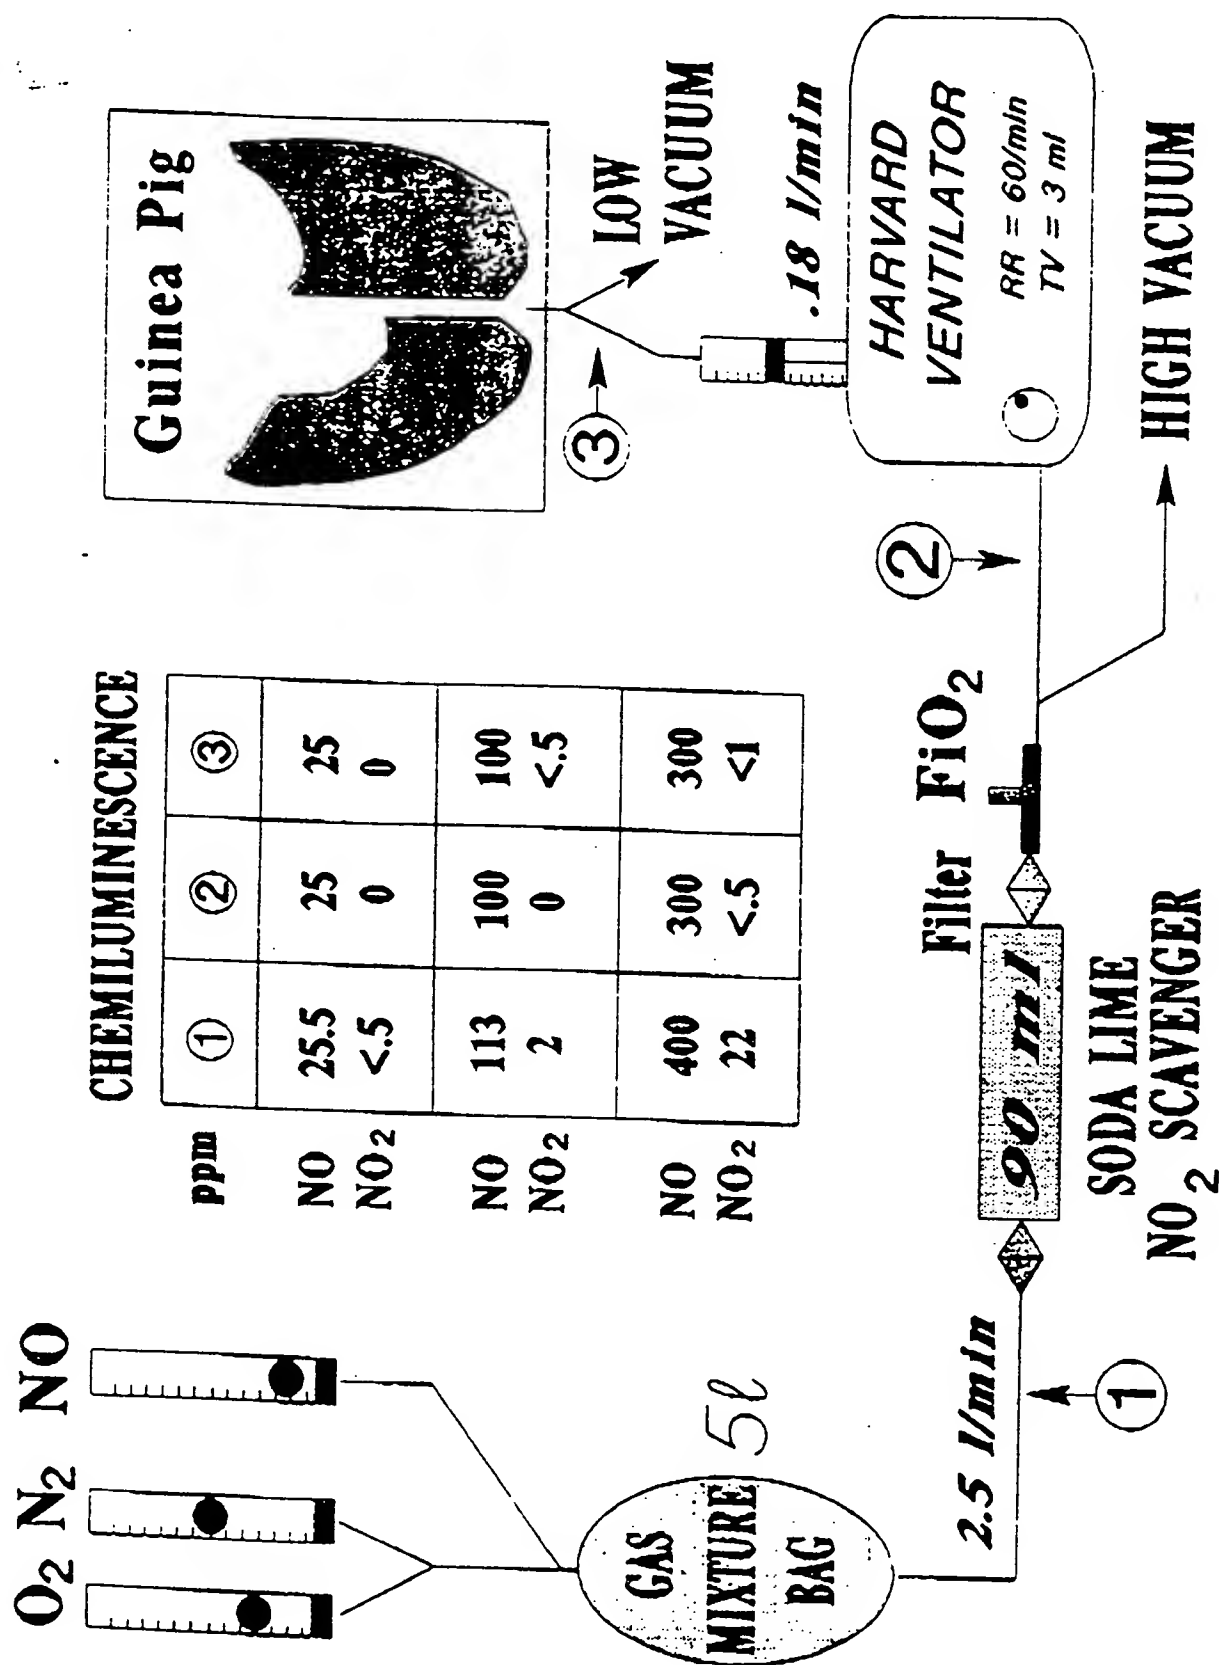 O2 N2 NO
GAS
MIXTURE
BAG
5l
2.5 l/min
①
CHEMILUMINESCENCE
ppm ① ② ③
NO 25.5 25 25
NO2 <.5 0 0
NO 113 100 100
NO2 2 0 <.5
NO 400 300 300
NO2 22 <.5 <1
Filter FiO2
90 ml
SODA LIME
NO2 SCAVENGER
②
HIGH VACUUM
Guinea Pig
③
LOW
VACUUM
.18 l/min
HARVARD
VENTILATOR
RR = 60/min
TV = 3 ml